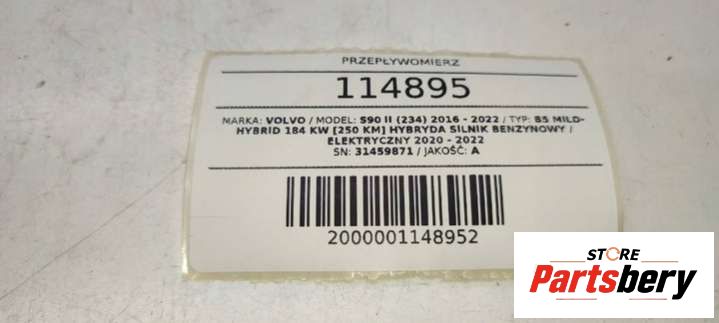 PRZEPŁYWOMIERZ
114895
MARKA: VOLVO / MODEL: S90 II (234) 2016 - 2022 / TYP: B5 MILD-
HYBRID 184 KW [250 KM] HYBRYDA SILNIK BENZYNOWY /
ELEKTRYCZNY 2020 - 2022
SN: 31459871 / JAKOŚĆ: A
2000001148952
STORE
Partsbery